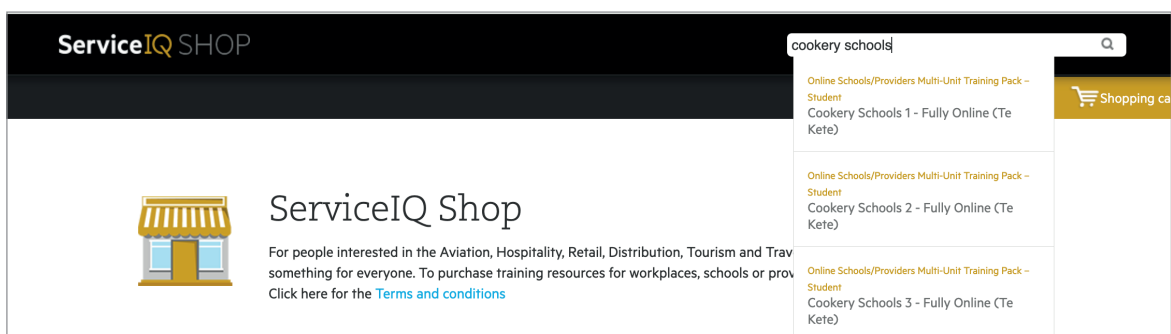 ServiceIQ SHOP
cookery schools
Online Schools/Providers Multi-Unit Training Pack –
Student
Cookery Schools 1 - Fully Online (Te
Kete)
Shopping ca
Online Schools/Providers Multi-Unit Training Pack –
Student
Cookery Schools 2 - Fully Online (Te
Kete)
Online Schools/Providers Multi-Unit Training Pack –
Student
Cookery Schools 3 - Fully Online (Te
Kete)
ServiceIQ Shop
For people interested in the Aviation, Hospitality, Retail, Distribution, Tourism and Trav
something for everyone. To purchase training resources for workplaces, schools or prov
Click here for the Terms and conditions